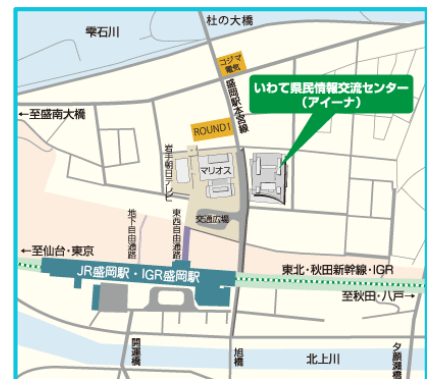 杜の大橋
雫石川
コジマ
電気
盛岡駅本宮線
いわて県民情報交流センター
（アイーナ）
←至盛南大橋
ROUND1
岩手朝日テレビ
マリオス
交通広場
地下自由通路
東西自由通路
←至仙台・東京
JR盛岡駅・IGR盛岡駅
東北・秋田新幹線・IGR
至秋田・八戸→
開運橋
旭橋
北上川
夕顔瀬橋